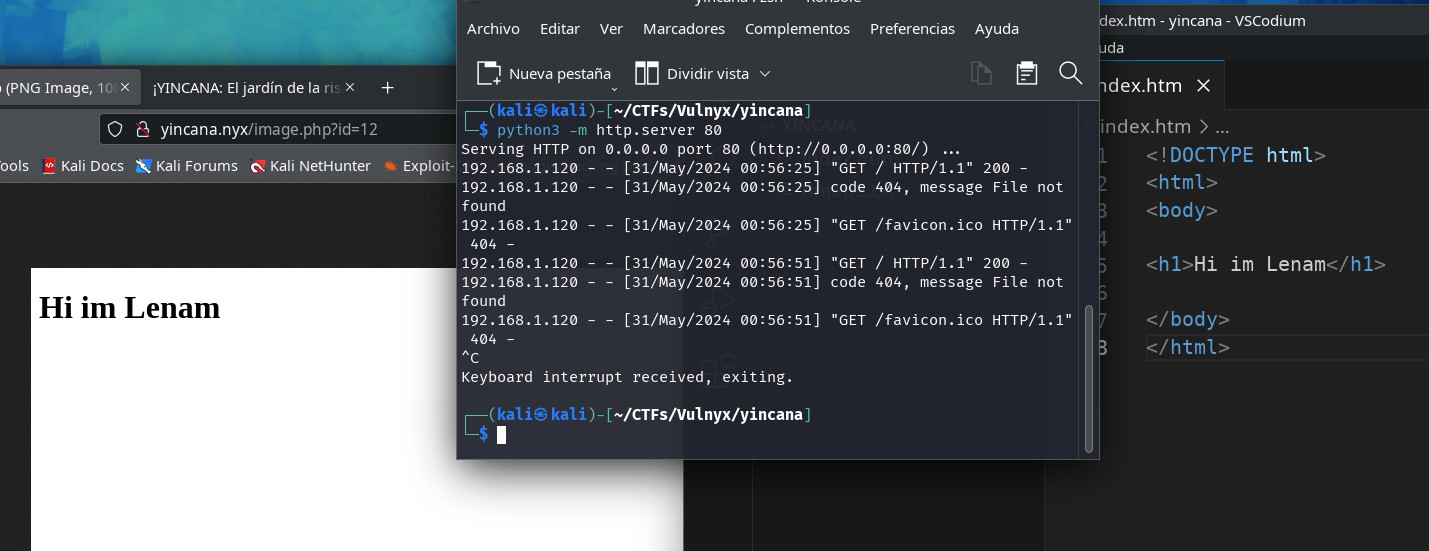 (PNG Image, 10
¡YINCANA: El jardín de la ris
yincana.nyx/image.php?id=12
ools Kali Docs Kali Forums Kali NetHunter Exploit-
Hi im Lenam
Archivo Editar Ver Marcadores Complementos Preferencias Ayuda
Nueva pestaña Dividir vista
(kali㉿kali)-[~/CTFs/Vulnyx/yincana]
$ python3 -m http.server 80
Serving HTTP on 0.0.0.0 port 80 (http://0.0.0.0:80/) ...
192.168.1.120 - - [31/May/2024 00:56:25] "GET / HTTP/1.1" 200 -
192.168.1.120 - - [31/May/2024 00:56:25] code 404, message File not
found
192.168.1.120 - - [31/May/2024 00:56:25] "GET /favicon.ico HTTP/1.1"
404 -
192.168.1.120 - - [31/May/2024 00:56:51] "GET / HTTP/1.1" 200 -
192.168.1.120 - - [31/May/2024 00:56:51] code 404, message File not
found
192.168.1.120 - - [31/May/2024 00:56:51] "GET /favicon.ico HTTP/1.1"
404 -
^C
Keyboard interrupt received, exiting.
(kali㉿kali)-[~/CTFs/Vulnyx/yincana]
$
dex.htm - yincana - VSCodium
uda
ndex.htm
index.htm > ...
1 <!DOCTYPE html>
2 <html>
3 <body>
4
5 <h1>Hi im Lenam</h1>
6
7 </body>
8 </html>